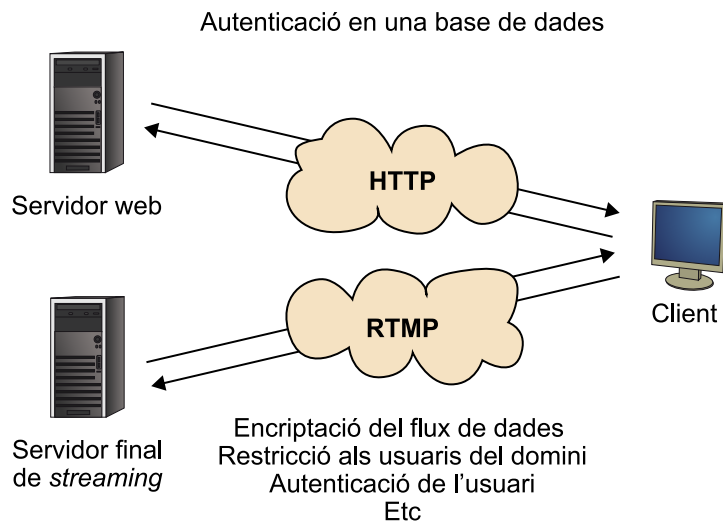 Autenticació en una base de dades
HTTP
Servidor web
RTMP
Client
Servidor final
de streaming
Encriptació del flux de dades
Restricció als usuaris del domini
Autenticació de l'usuari
Etc